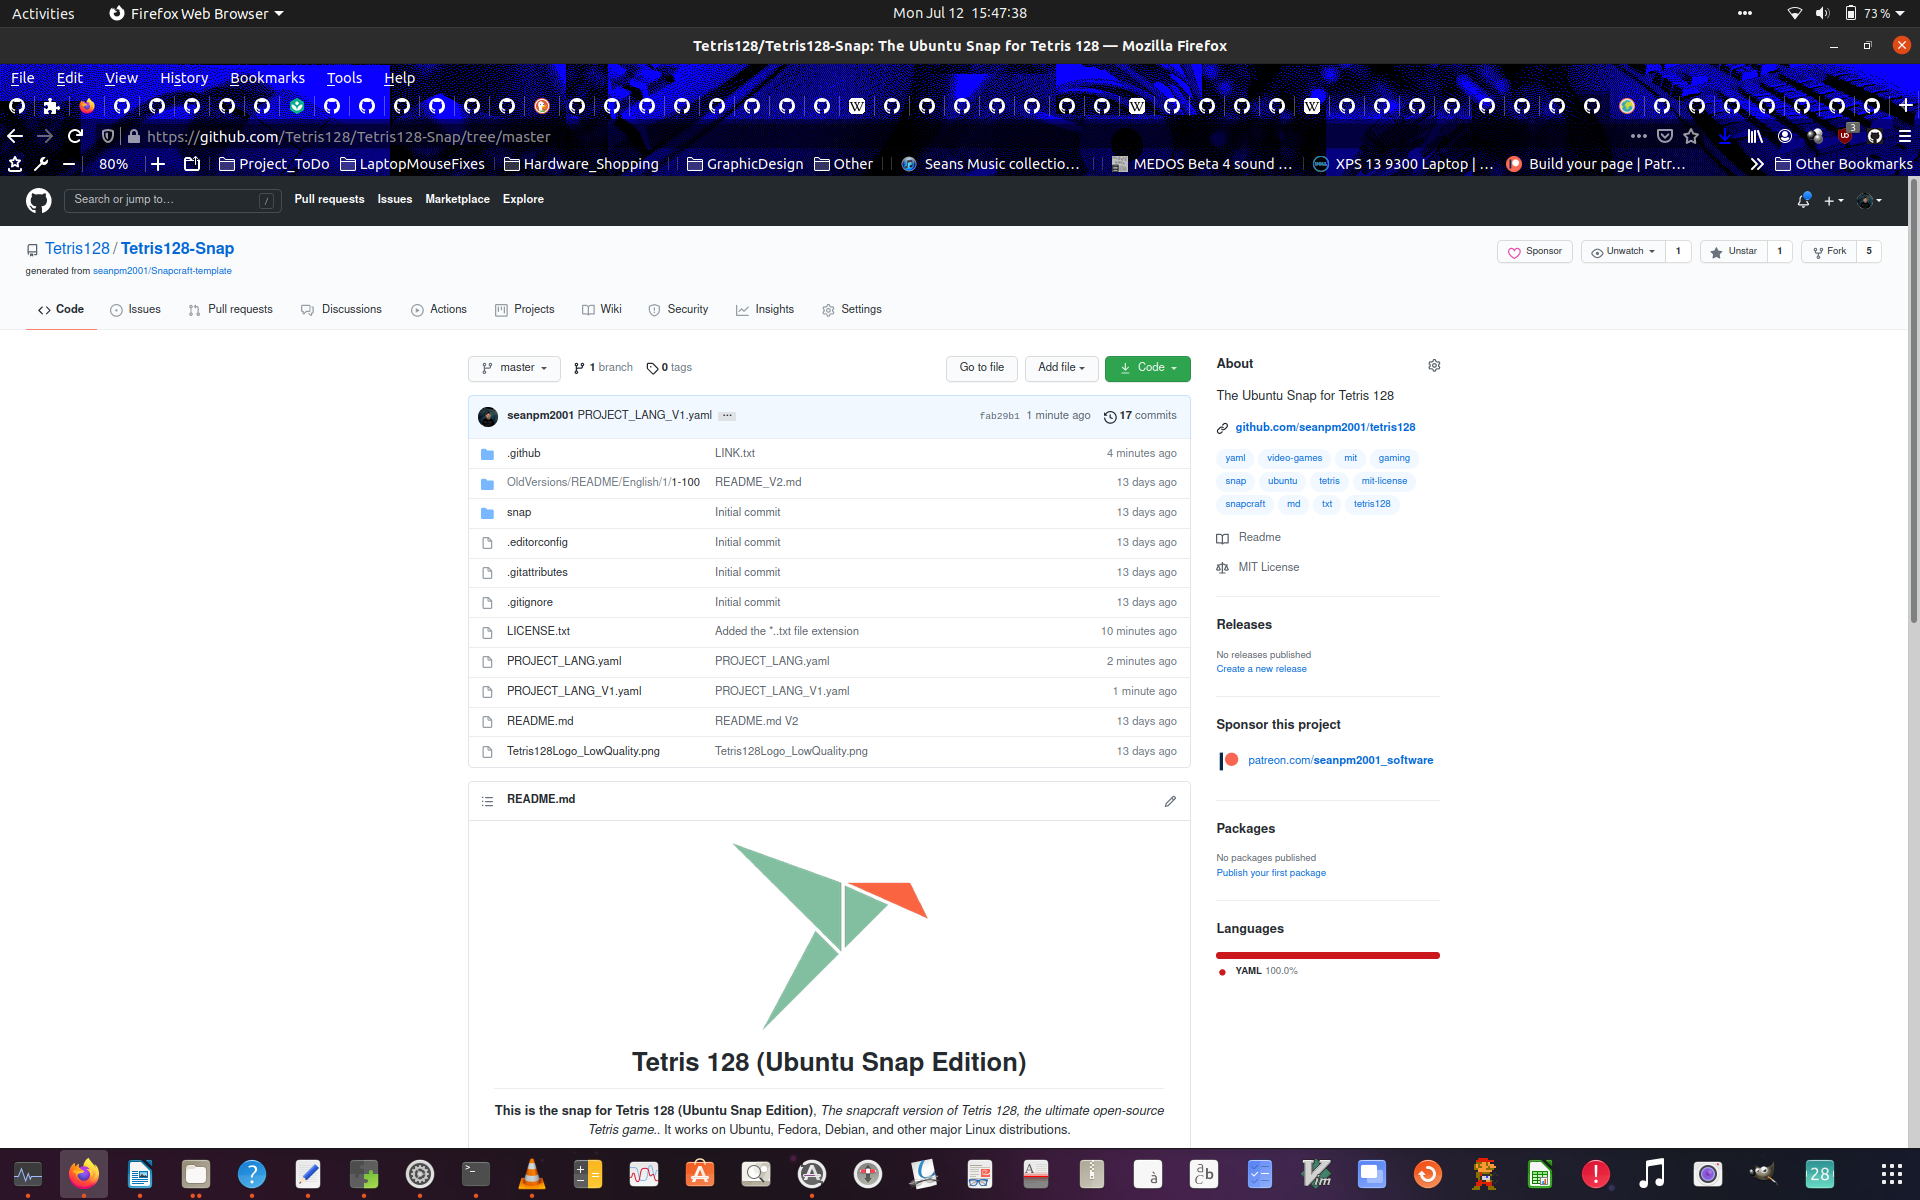 Activities Firefox Web Browser Mon Jul 12 15:47:38 73 %
Tetris128/Tetris128-Snap: The Ubuntu Snap for Tetris 128 — Mozilla Firefox
File Edit View History Bookmarks Tools Help
https://github.com/Tetris128/Tetris128-Snap/tree/master 3
80% Project_ToDo LaptopMouseFixes Hardware_Shopping GraphicDesign Other Seans Music collectio… MEDOS Beta 4 sound … XPS 13 9300 Laptop | … Build your page | Patr… Other Bookmarks
Search or jump to… / Pull requests Issues Marketplace Explore
Tetris128 / Tetris128-Snap
Sponsor Unwatch 1 Unstar 1 Fork 5
generated from seanpm2001/Snapcraft-template
Code Issues Pull requests Discussions Actions Projects Wiki Security Insights Settings
master 1 branch 0 tags Go to file Add file Code
seanpm2001 PROJECT_LANG_V1.yaml ... fab29b1 1 minute ago 17 commits
.github LINK.txt 4 minutes ago
OldVersions/README/English/1/1-100 README_V2.md 13 days ago
snap Initial commit 13 days ago
.editorconfig Initial commit 13 days ago
.gitattributes Initial commit 13 days ago
.gitignore Initial commit 13 days ago
LICENSE.txt Added the *..txt file extension 10 minutes ago
PROJECT_LANG.yaml PROJECT_LANG.yaml 2 minutes ago
PROJECT_LANG_V1.yaml PROJECT_LANG_V1.yaml 1 minute ago
README.md README.md V2 13 days ago
Tetris128Logo_LowQuality.png Tetris128Logo_LowQuality.png 13 days ago
README.md
Tetris 128 (Ubuntu Snap Edition)
This is the snap for Tetris 128 (Ubuntu Snap Edition), The snapcraft version of Tetris 128, the ultimate open-source
Tetris game.. It works on Ubuntu, Fedora, Debian, and other major Linux distributions.
About
The Ubuntu Snap for Tetris 128
github.com/seanpm2001/tetris128
yaml video-games mit gaming
snap ubuntu tetris mit-license
snapcraft md txt tetris128
Readme
MIT License
Releases
No releases published
Create a new release
Sponsor this project
patreon.com/seanpm2001_software
Packages
No packages published
Publish your first package
Languages
YAML 100.0%
28